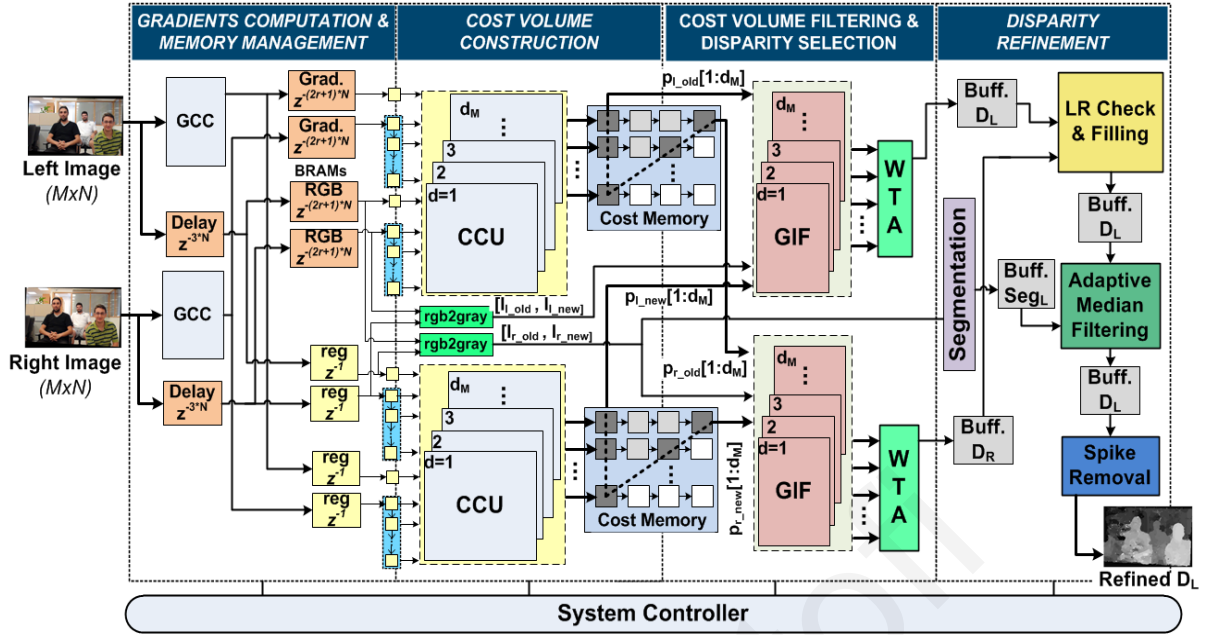 GRADIENTS COMPUTATION &
MEMORY MANAGEMENT
COST VOLUME
CONSTRUCTION
COST VOLUME FILTERING &
DISPARITY SELECTION
DISPARITY
REFINEMENT
Left Image
(MxN)
Right Image
(MxN)
GCC
Delay
z^-3*N
GCC
Delay
z^-3*N
Grad.
z^-(2r+1)*N
Grad.
z^-(2r+1)*N
BRAMs
RGB
z^-(2r+1)*N
RGB
z^-(2r+1)*N
reg
z^-1
reg
z^-1
reg
z^-1
reg
z^-1
d_M
⋮
3
2
d=1
CCU
...
Cost Memory
rgb2gray
rgb2gray
[I_l_old , I_l_new]
[I_r_old , I_r_new]
d_M
⋮
3
2
d=1
CCU
...
Cost Memory
p_l_old[1:d_M]
p_l_new[1:d_M]
p_r_old[1:d_M]
p_r_new[1:d_M]
d_M
⋮
3
2
d=1
GIF
...
W
T
A
d_M
⋮
3
2
d=1
GIF
...
W
T
A
Segmentation
Buff.
D_L
Buff.
D_R
LR Check
& Filling
Buff.
D_L
Buff.
Seg_L
Adaptive
Median
Filtering
Buff.
D_L
Spike
Removal
Refined D_L
System Controller